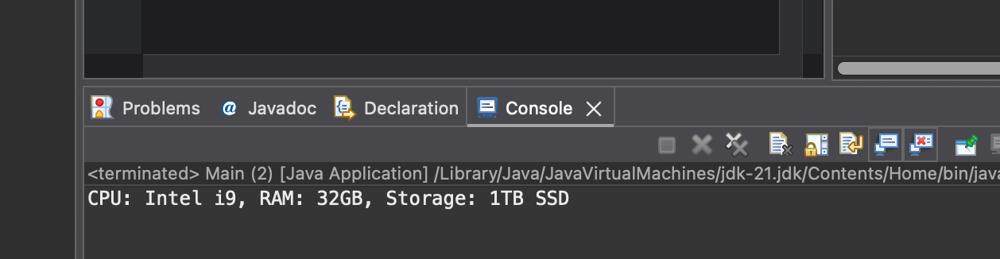 Problems @ Javadoc Declaration Console
<terminated> Main (2) [Java Application] /Library/Java/JavaVirtualMachines/jdk-21.jdk/Contents/Home/bin/java
CPU: Intel i9, RAM: 32GB, Storage: 1TB SSD